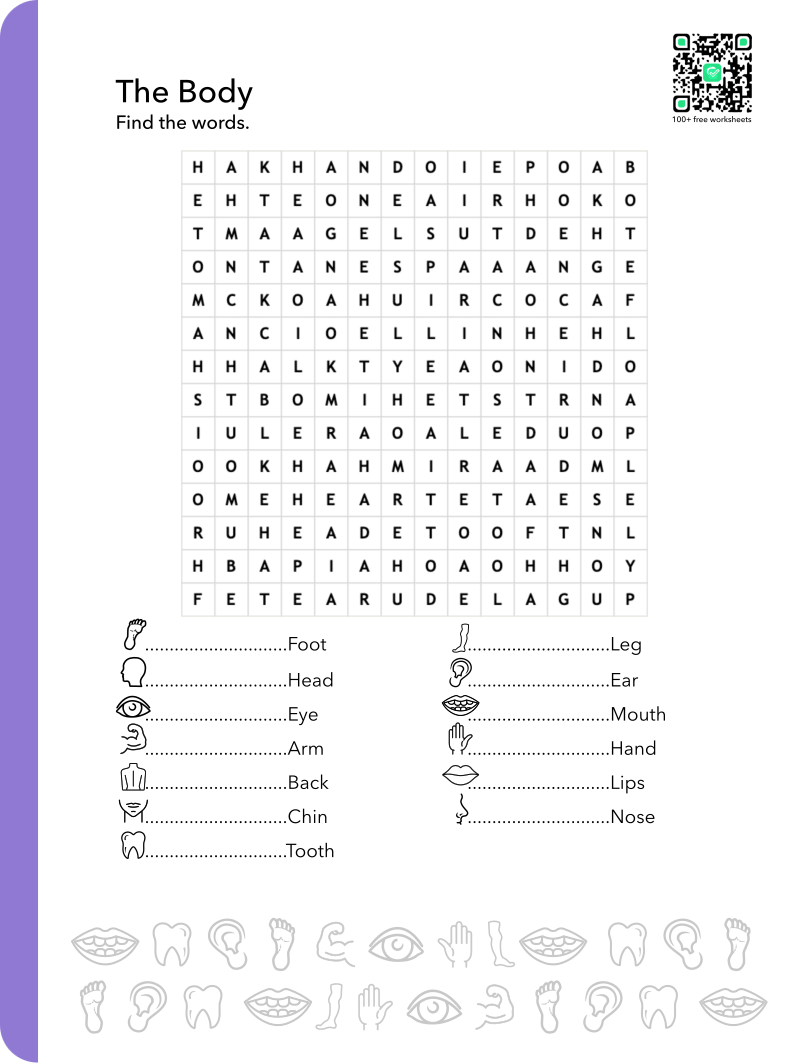 The Body
Find the words.
100+ free worksheets
H A K H A N D O I E P O A B
E H T E O N E A I R H O K O
T M A A G E L S U T D E H T
O N T A N E S P A A A N G E
M C K O A H U I R C O C A F
A N C I O E L L I N H E H L
H H A L K T Y E A O N I D O
S T B O M I H E T S T R N A
I U L E R A O A L E D U O P
O O K H A H M I R A A D M L
O M E H E A R T E T A E S E
R U H E A D E T O O F T N L
H B A P I A H O A O H H O Y
F E T E A R U D E L A G U P
.............................Foot
.............................Head
.............................Eye
.............................Arm
.............................Back
.............................Chin
.............................Tooth
.............................Leg
.............................Ear
.............................Mouth
.............................Hand
.............................Lips
.............................Nose